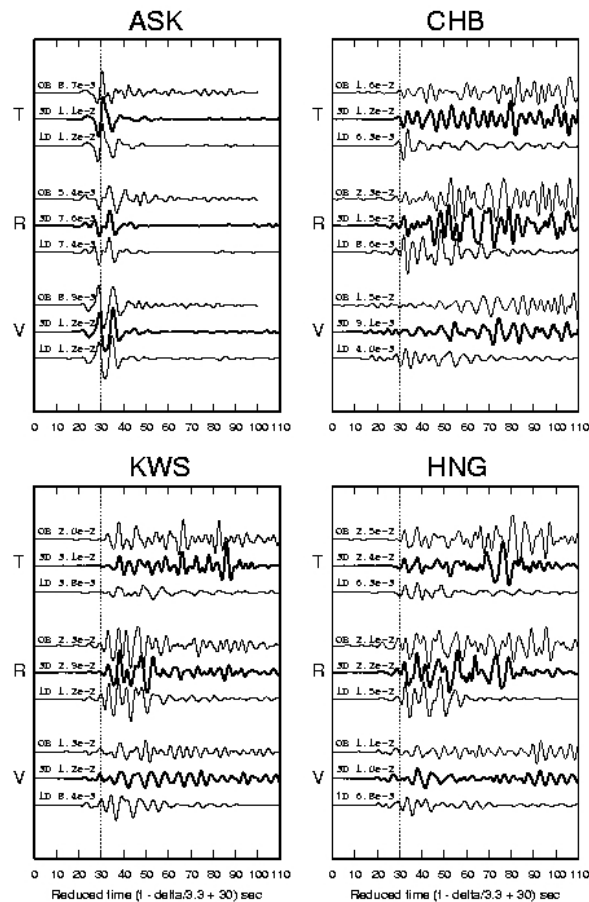 ASK CHB
OB 8.7e-3
T 3D 1.1e-2
1D 1.2e-2
OB 5.4e-3
R 3D 7.6e-3
1D 7.4e-3
OB 8.9e-3
V 3D 1.2e-2
1D 1.2e-2
0 10 20 30 40 50 60 70 80 90 100 110
OB 1.6e-2
T 3D 1.2e-2
1D 6.3e-3
OB 2.3e-2
R 3D 1.5e-2
1D 8.6e-3
OB 1.5e-2
V 3D 9.1e-3
1D 4.0e-3
0 10 20 30 40 50 60 70 80 90 100 110
KWS HNG
OB 2.0e-2
T 3D 3.1e-2
1D 3.8e-3
OB 2.3e-2
R 3D 2.9e-2
1D 1.2e-2
OB 1.3e-2
V 3D 1.2e-2
1D 8.4e-3
0 10 20 30 40 50 60 70 80 90 100 110
Reduced time (t - delta/3.3 + 30) sec
OB 2.5e-2
T 3D 2.4e-2
1D 6.3e-3
OB 2.1e-2
R 3D 2.2e-2
1D 1.5e-2
OB 1.1e-2
V 3D 1.0e-2
1D 6.8e-3
0 10 20 30 40 50 60 70 80 90 100 110
Reduced time (t - delta/3.3 + 30) sec